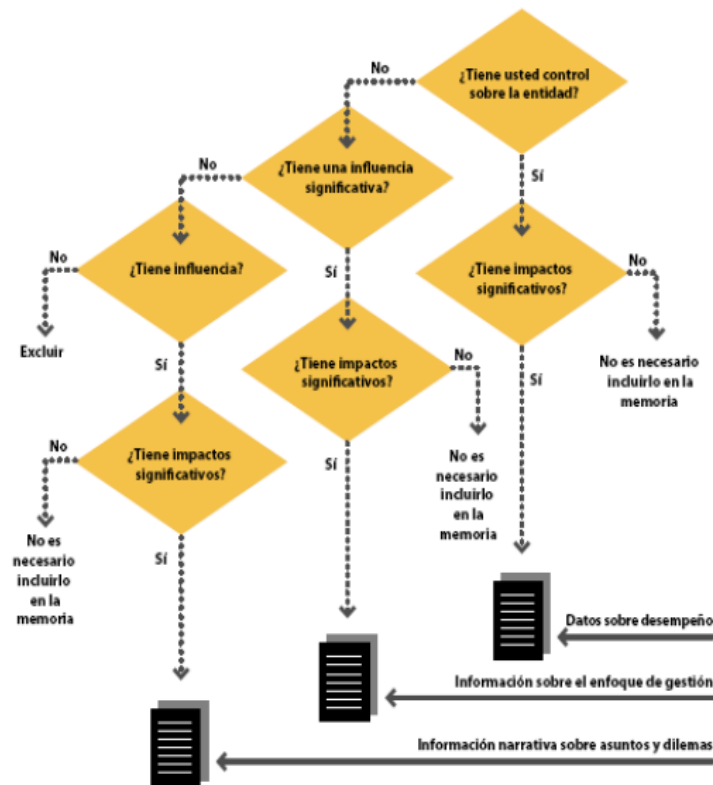 No
¿Tiene usted control
sobre la entidad?
No
¿Tiene una influencia
significativa?
Sí
No
¿Tiene influencia?
Sí
¿Tiene impactos
significativos?
No
Excluir
Sí
¿Tiene impactos
significativos?
No
No es necesario
incluirlo en la
memoria
Sí
No
¿Tiene impactos
significativos?
Sí
No es
necesario
incluirlo
en la
memoria
No es
necesario
incluirlo
en la
memoria
Sí
Datos sobre desempeño
Información sobre el enfoque de gestión
Información narrativa sobre asuntos y dilemas